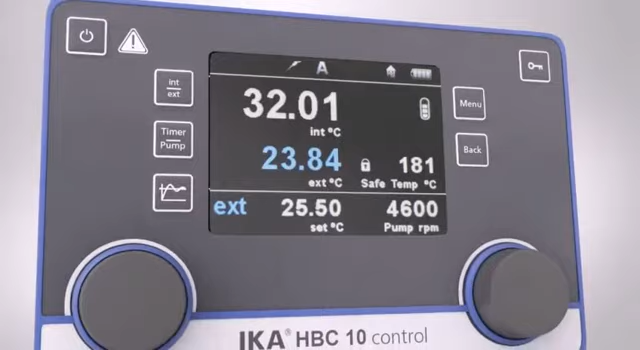 A
int
ext
32.01
int °C
Menu
Timer
Pump
23.84
181
Back
ext °C
Safe Temp °C
ext
25.50
4600
set °C
Pump rpm
IKA® HBC 10 control